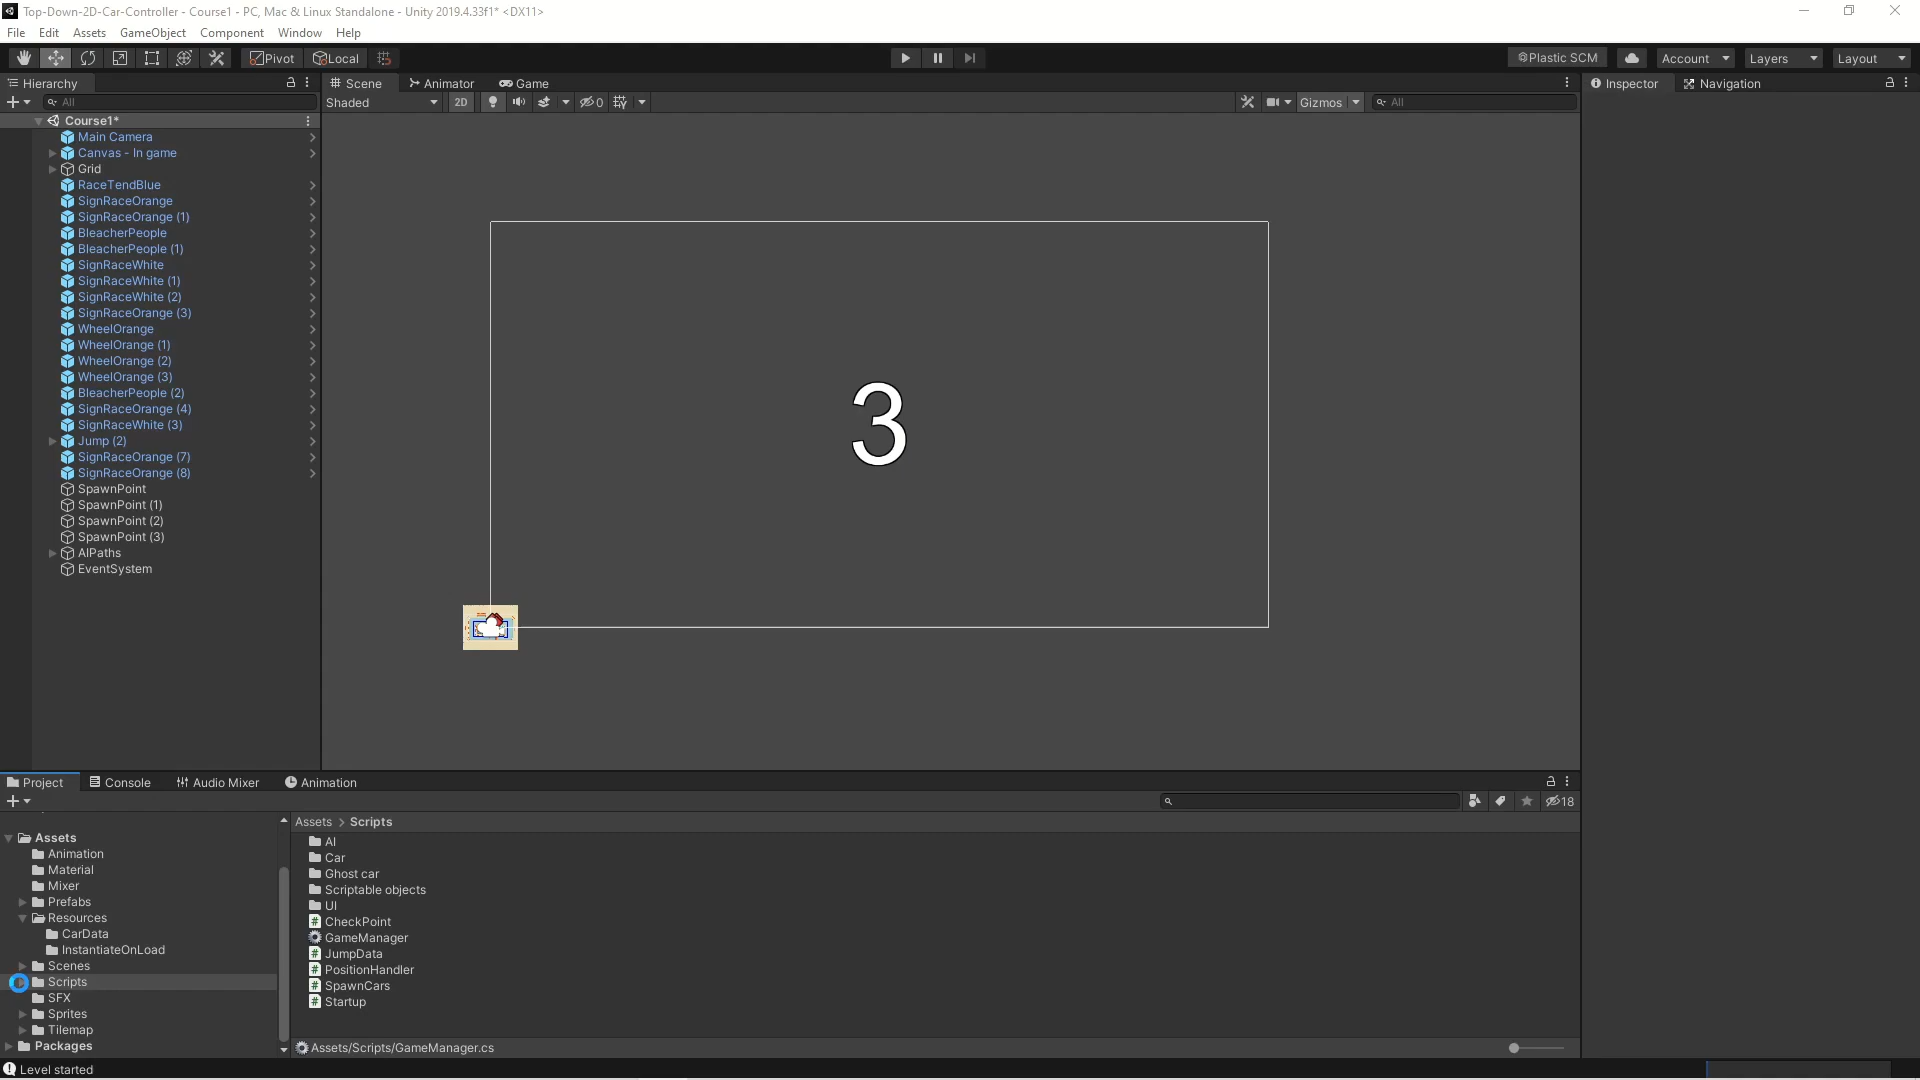 Top-Down-2D-Car-Controller - Course1 - PC, Mac & Linux Standalone - Unity 2019.4.33f1* <DX11>
File Edit Assets GameObject Component Window Help
Pivot Local Plastic SCM Account Layers Layout
Hierarchy Scene Animator Game Inspector Navigation
All Shaded 2D 0 Gizmos All
Course1*
Main Camera
Canvas - In game
Grid
RaceTendBlue
SignRaceOrange
SignRaceOrange (1)
BleacherPeople
BleacherPeople (1)
SignRaceWhite
SignRaceWhite (1)
SignRaceWhite (2)
SignRaceOrange (3)
WheelOrange
WheelOrange (1)
WheelOrange (2)
WheelOrange (3)
BleacherPeople (2)
SignRaceOrange (4)
SignRaceWhite (3)
Jump (2)
SignRaceOrange (7)
SignRaceOrange (8)
SpawnPoint
SpawnPoint (1)
SpawnPoint (2)
SpawnPoint (3)
AIPaths
EventSystem
3
Project Console Audio Mixer Animation
18
Assets
Animation
Material
Mixer
Prefabs
Resources
CarData
InstantiateOnLoad
Scenes
Scripts
SFX
Sprites
Tilemap
Packages
Assets > Scripts
AI
Car
Ghost car
Scriptable objects
UI
CheckPoint
GameManager
JumpData
PositionHandler
SpawnCars
Startup
Assets/Scripts/GameManager.cs
Level started